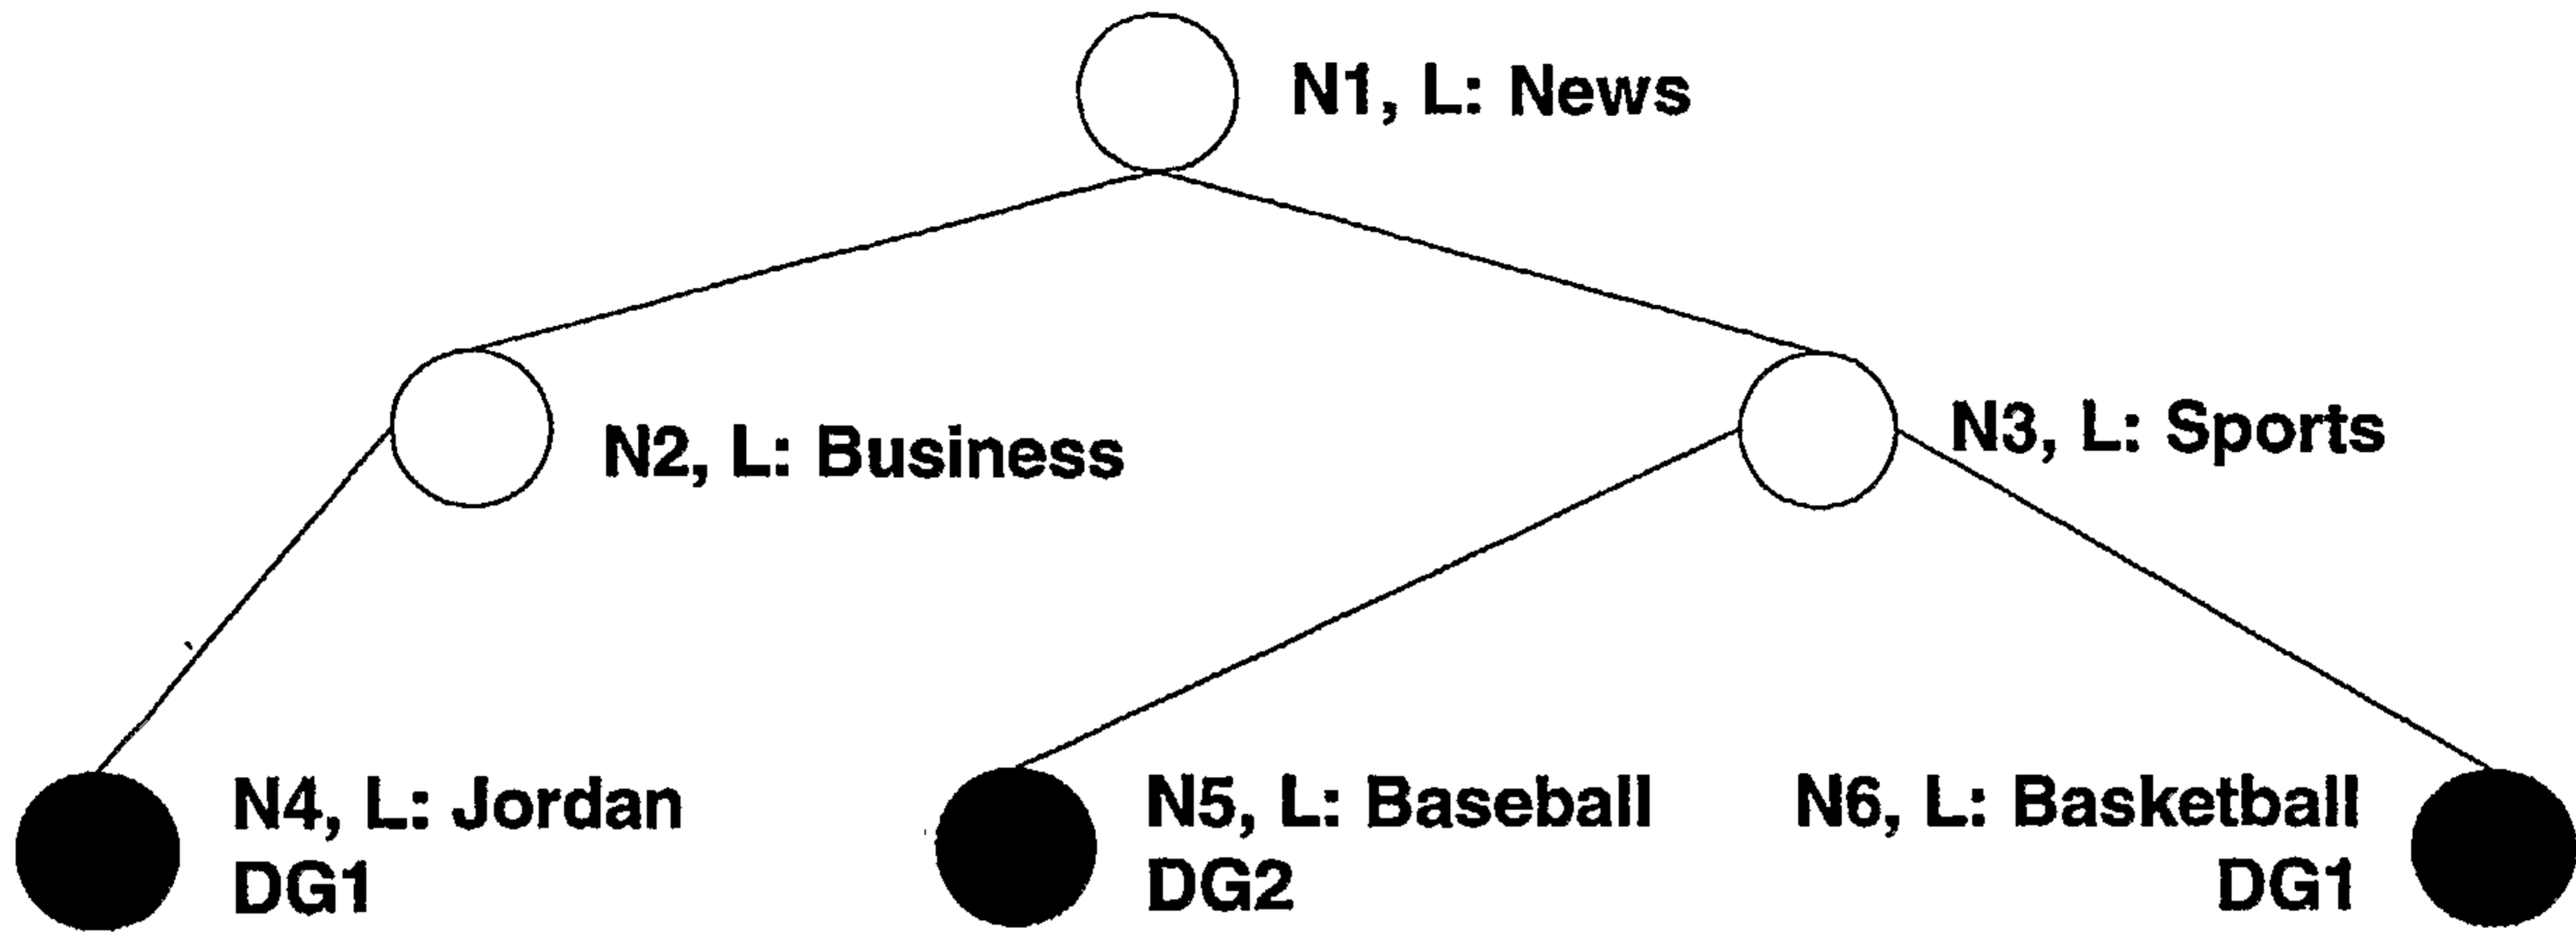 N1, L: News
N2, L: Business
N3, L: Sports
N4, L: Jordan
DG1
N5, L: Baseball
DG2
N6, L: Basketball
DG1